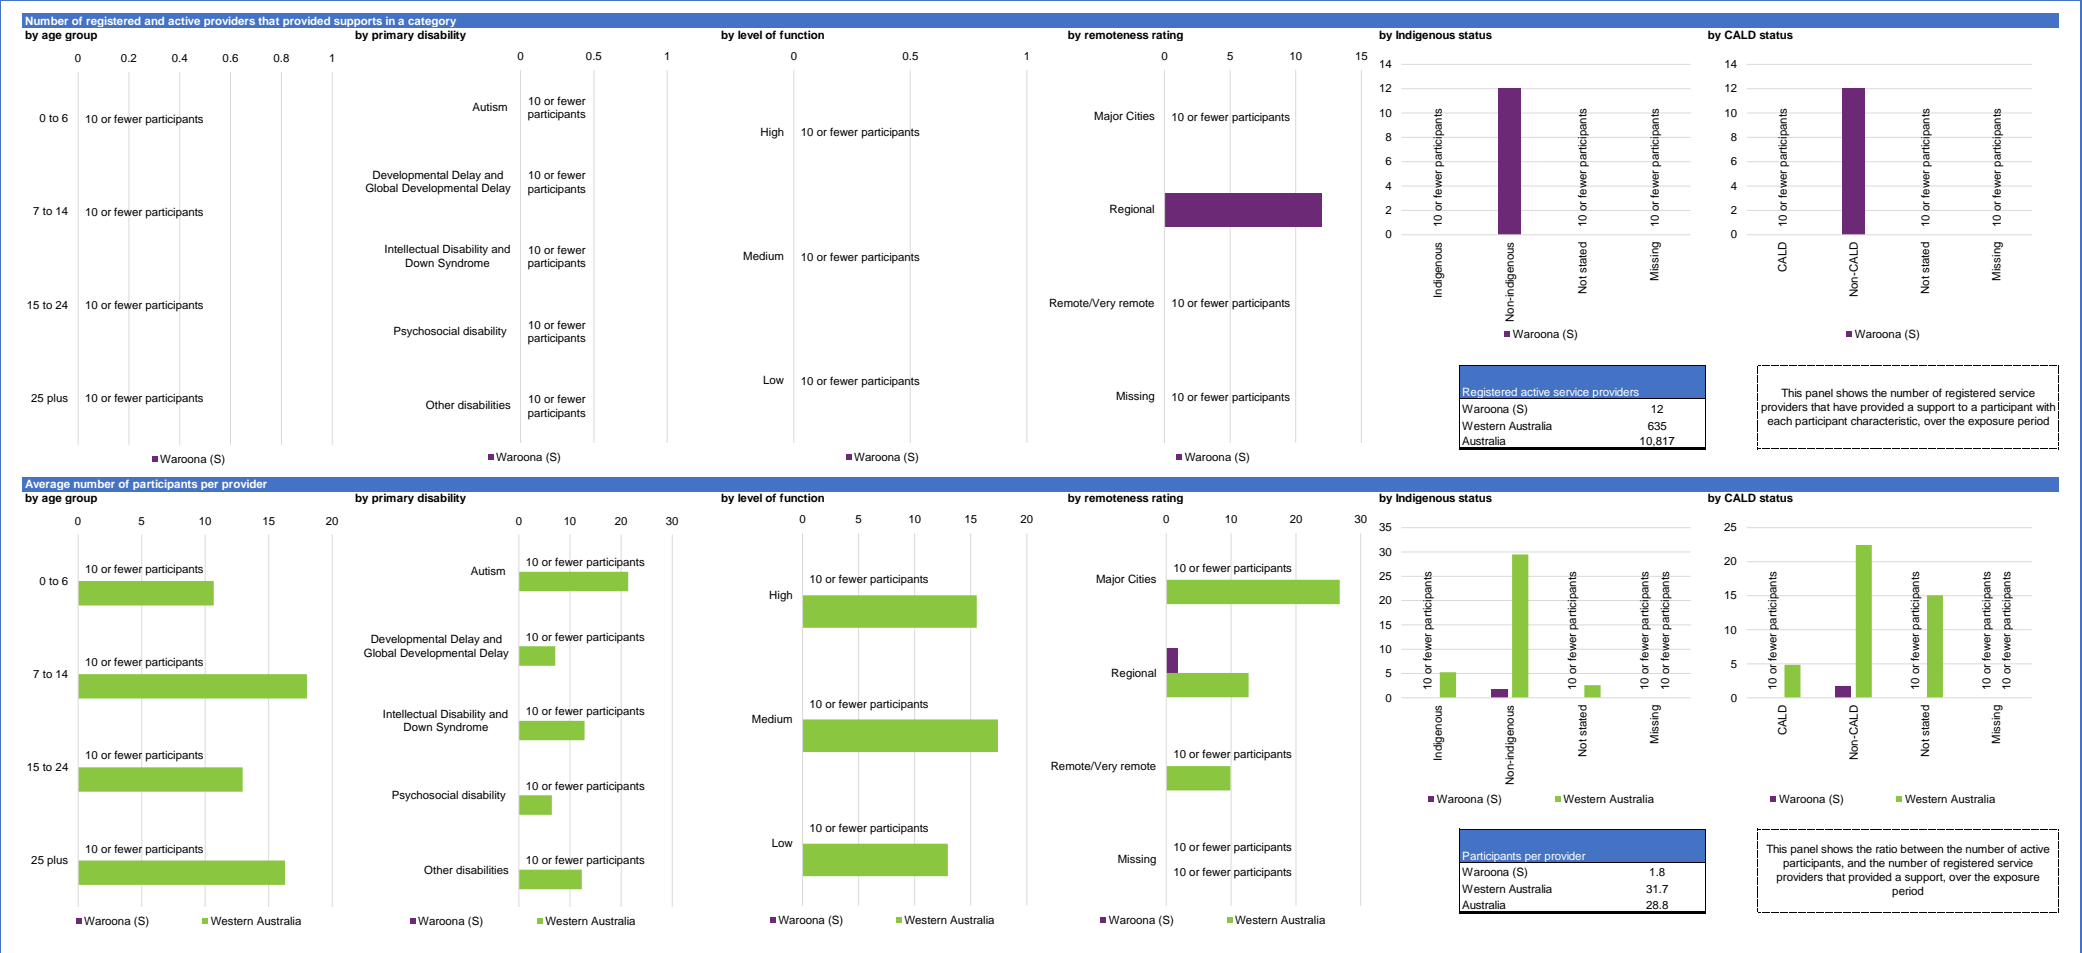 Number of registered and active providers that provided supports in a category
by age group
0 0.2 0.4 0.6 0.8 1
0 to 6 10 or fewer participants
7 to 14 10 or fewer participants
15 to 24 10 or fewer participants
25 plus 10 or fewer participants
Waroona (S)
by primary disability
0 0.5 1
Autism
10 or fewer
participants
Developmental Delay and
Global Developmental Delay
10 or fewer
participants
Intellectual Disability and
Down Syndrome
10 or fewer
participants
Psychosocial disability
10 or fewer
participants
Other disabilities
10 or fewer
participants
Waroona (S)
by level of function
0 0.5 1
High 10 or fewer participants
Medium 10 or fewer participants
Low 10 or fewer participants
Waroona (S)
by remoteness rating
0 5 10 15
Major Cities 10 or fewer participants
Regional
Remote/Very remote 10 or fewer participants
Missing 10 or fewer participants
Waroona (S)
by Indigenous status
14
12
10
8
6
4
2
0
10 or fewer participants
10 or fewer participants
10 or fewer participants
Indigenous
Non-indigenous
Not stated
Missing
Waroona (S)
by CALD status
14
12
10
8
6
4
2
0
10 or fewer participants
10 or fewer participants
10 or fewer participants
CALD
Non-CALD
Not stated
Missing
Waroona (S)
Registered active service providers
Waroona (S) 12
Western Australia 635
Australia 10,817
This panel shows the number of registered service
providers that have provided a support to a participant with
each participant characteristic, over the exposure period
Average number of participants per provider
by age group
0 5 10 15 20
0 to 6
10 or fewer participants
7 to 14
10 or fewer participants
15 to 24
10 or fewer participants
25 plus
10 or fewer participants
Waroona (S) Western Australia
by primary disability
0 10 20 30
Autism
10 or fewer participants
Developmental Delay and
Global Developmental Delay
10 or fewer participants
Intellectual Disability and
Down Syndrome
10 or fewer participants
Psychosocial disability
10 or fewer participants
Other disabilities
10 or fewer participants
Waroona (S) Western Australia
by level of function
0 5 10 15 20
High
10 or fewer participants
Medium
10 or fewer participants
Low
10 or fewer participants
Waroona (S) Western Australia
by remoteness rating
0 10 20 30
Major Cities
10 or fewer participants
Regional
Remote/Very remote
10 or fewer participants
Missing
10 or fewer participants
10 or fewer participants
Waroona (S) Western Australia
by Indigenous status
35
30
25
20
15
10
5
0
10 or fewer participants
10 or fewer participants
10 or fewer participants
10 or fewer participants
Indigenous
Non-indigenous
Not stated
Missing
Waroona (S) Western Australia
by CALD status
25
20
15
10
5
0
10 or fewer participants
10 or fewer participants
10 or fewer participants
10 or fewer participants
CALD
Non-CALD
Not stated
Missing
Waroona (S) Western Australia
Participants per provider
Waroona (S) 1.8
Western Australia 31.7
Australia 28.8
This panel shows the ratio between the number of active
participants, and the number of registered service
providers that provided a support, over the exposure
period